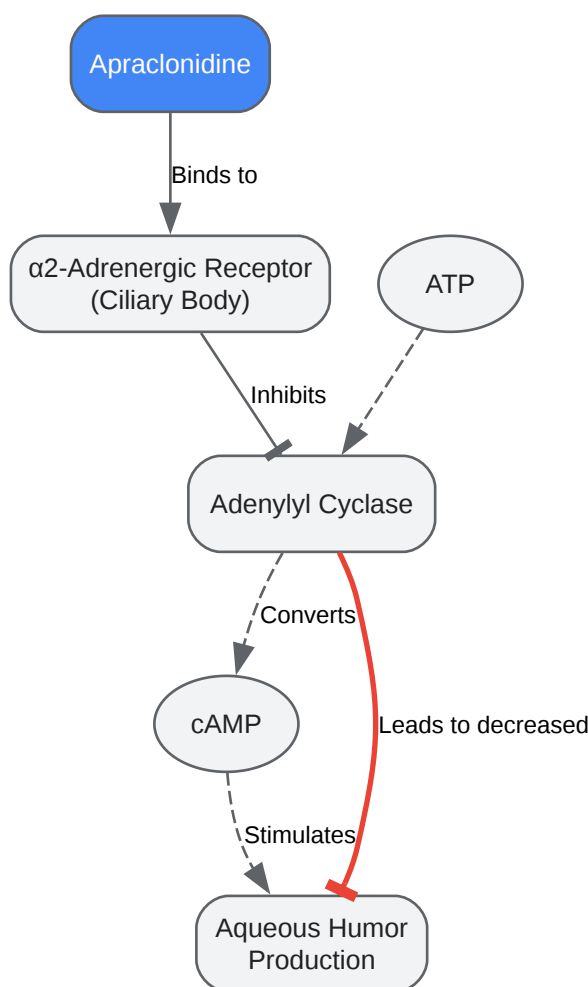 Apraclonidine
Binds to
α2-Adrenergic Receptor
(Ciliary Body)
ATP
Inhibits
Adenylyl Cyclase
Converts
cAMP
Leads to decreased
Stimulates
Aqueous Humor
Production